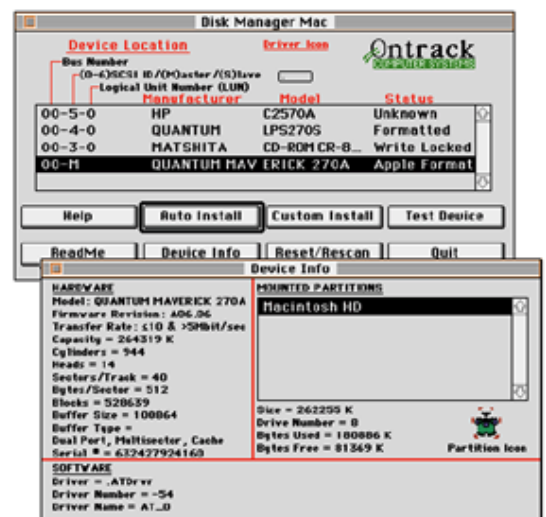 Disk Manager Mac
Device Location
Driver Icon
Ontrack
COMPUTER SYSTEMS
Bus Number
(0-6)SCSI ID/(M)aster/(S)lave
Logical Unit Number (LUN)
Manufacturer Model Status
00-5-0 HP C2570A Unknown
00-4-0 QUANTUM LPS270S Formatted
00-3-0 MATSHITA CD-ROM CR-8... Write Locked
00-M QUANTUM MAV ERICK 270A Apple Format
Help Auto Install Custom Install Test Device
ReadMe Device Info Reset/Rescan Quit
Device Info
HARDWARE
Model: QUANTUM MAVERICK 270A
Firmware Revision: A06.06
Transfer Rate: ≤10 & >5Mbit/sec
Capacity = 264319 K
Cylinders = 944
Heads = 14
Sectors/Track = 40
Bytes/Sector = 512
Blocks = 528639
Buffer Size = 100864
Buffer Type =
Dual Port, Multisector, Cache
Serial # = 632427924160
MOUNTED PARTITIONS
Macintosh HD
Size = 262255 K
Drive Number = 8
Bytes Used = 180886 K
Bytes Free = 81369 K
Partition Icon
SOFTWARE
Driver = .ATDrvr
Driver Number = -54
Driver Name = AT_0